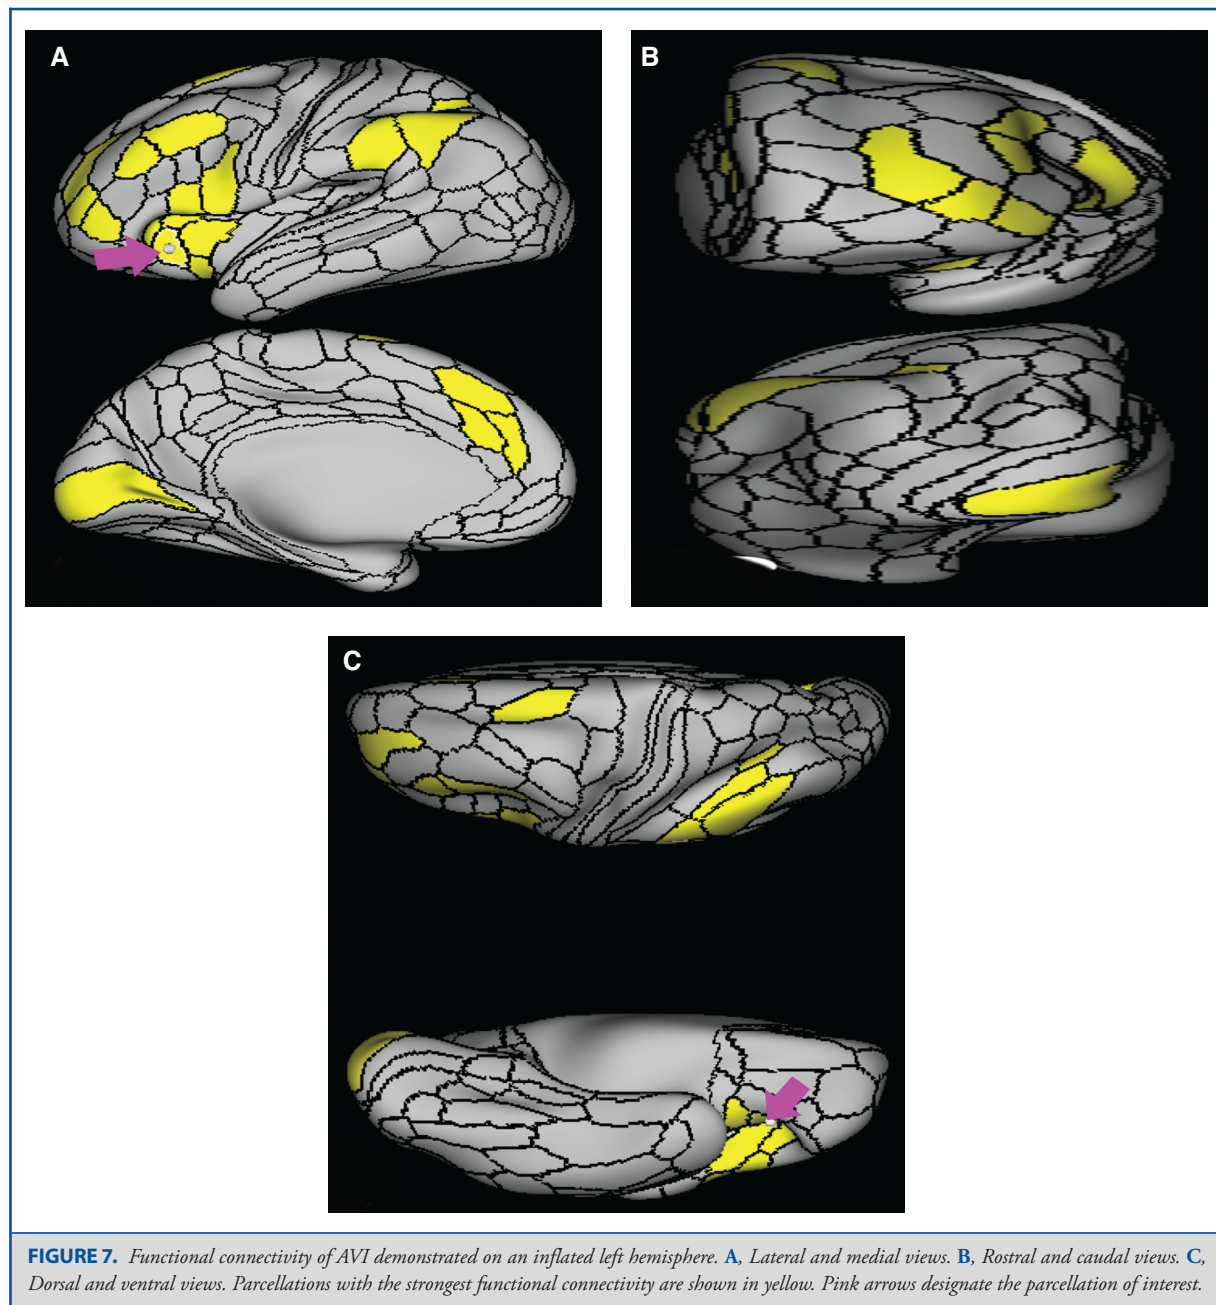 A
B
C
FIGURE 7. Functional connectivity of AVI demonstrated on an inflated left hemisphere. A, Lateral and medial views. B, Rostral and caudal views. C,
Dorsal and ventral views. Parcellations with the strongest functional connectivity are shown in yellow. Pink arrows designate the parcellation of interest.